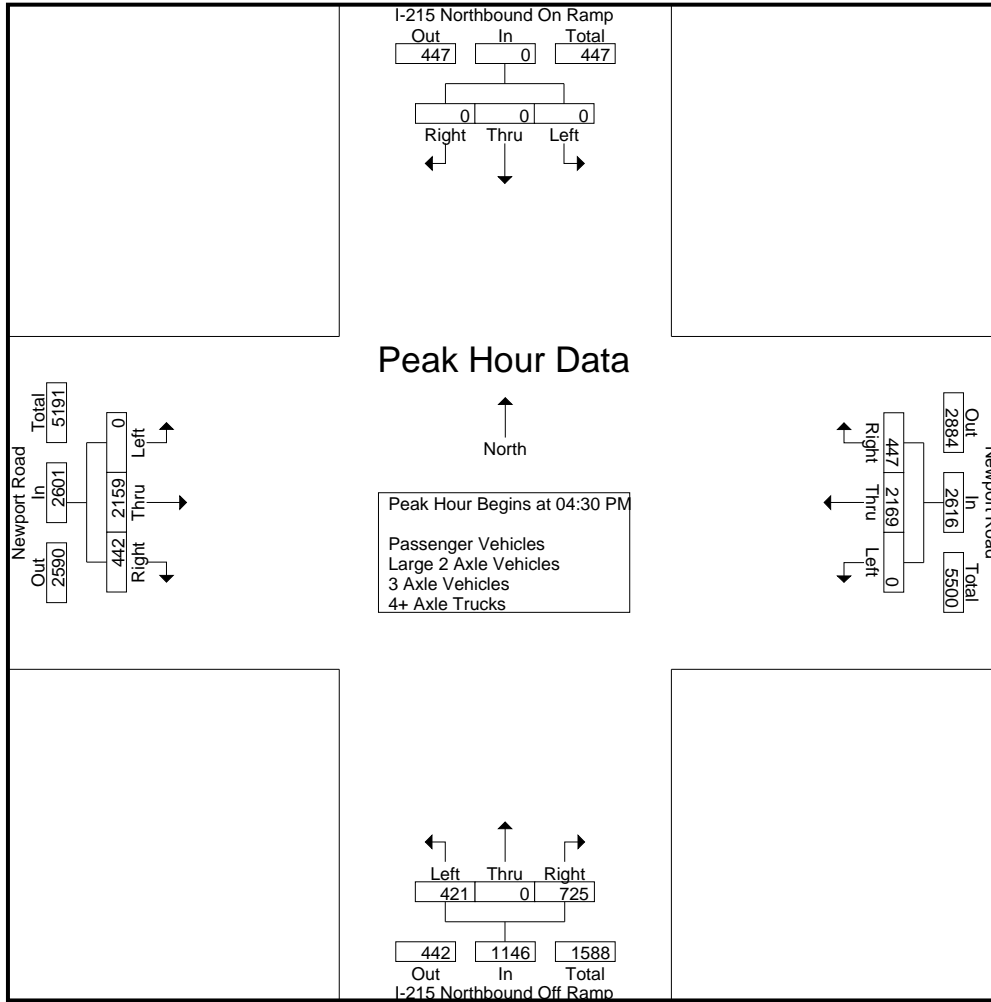 I-215 Northbound On Ramp
Out In Total
447 0 447
0 0 0
Right Thru Left
Peak Hour Data
North
Peak Hour Begins at 04:30 PM
Passenger Vehicles
Large 2 Axle Vehicles
3 Axle Vehicles
4+ Axle Trucks
Newport Road
Out In Total
2590 2601 5191
442 2159 0
Right Thru Left
Newport Road
Out In Total
2884 2616 5500
447 2169 0
Right Thru Left
Left Thru Right
421 0 725
442 1146 1588
Out In Total
I-215 Northbound Off Ramp